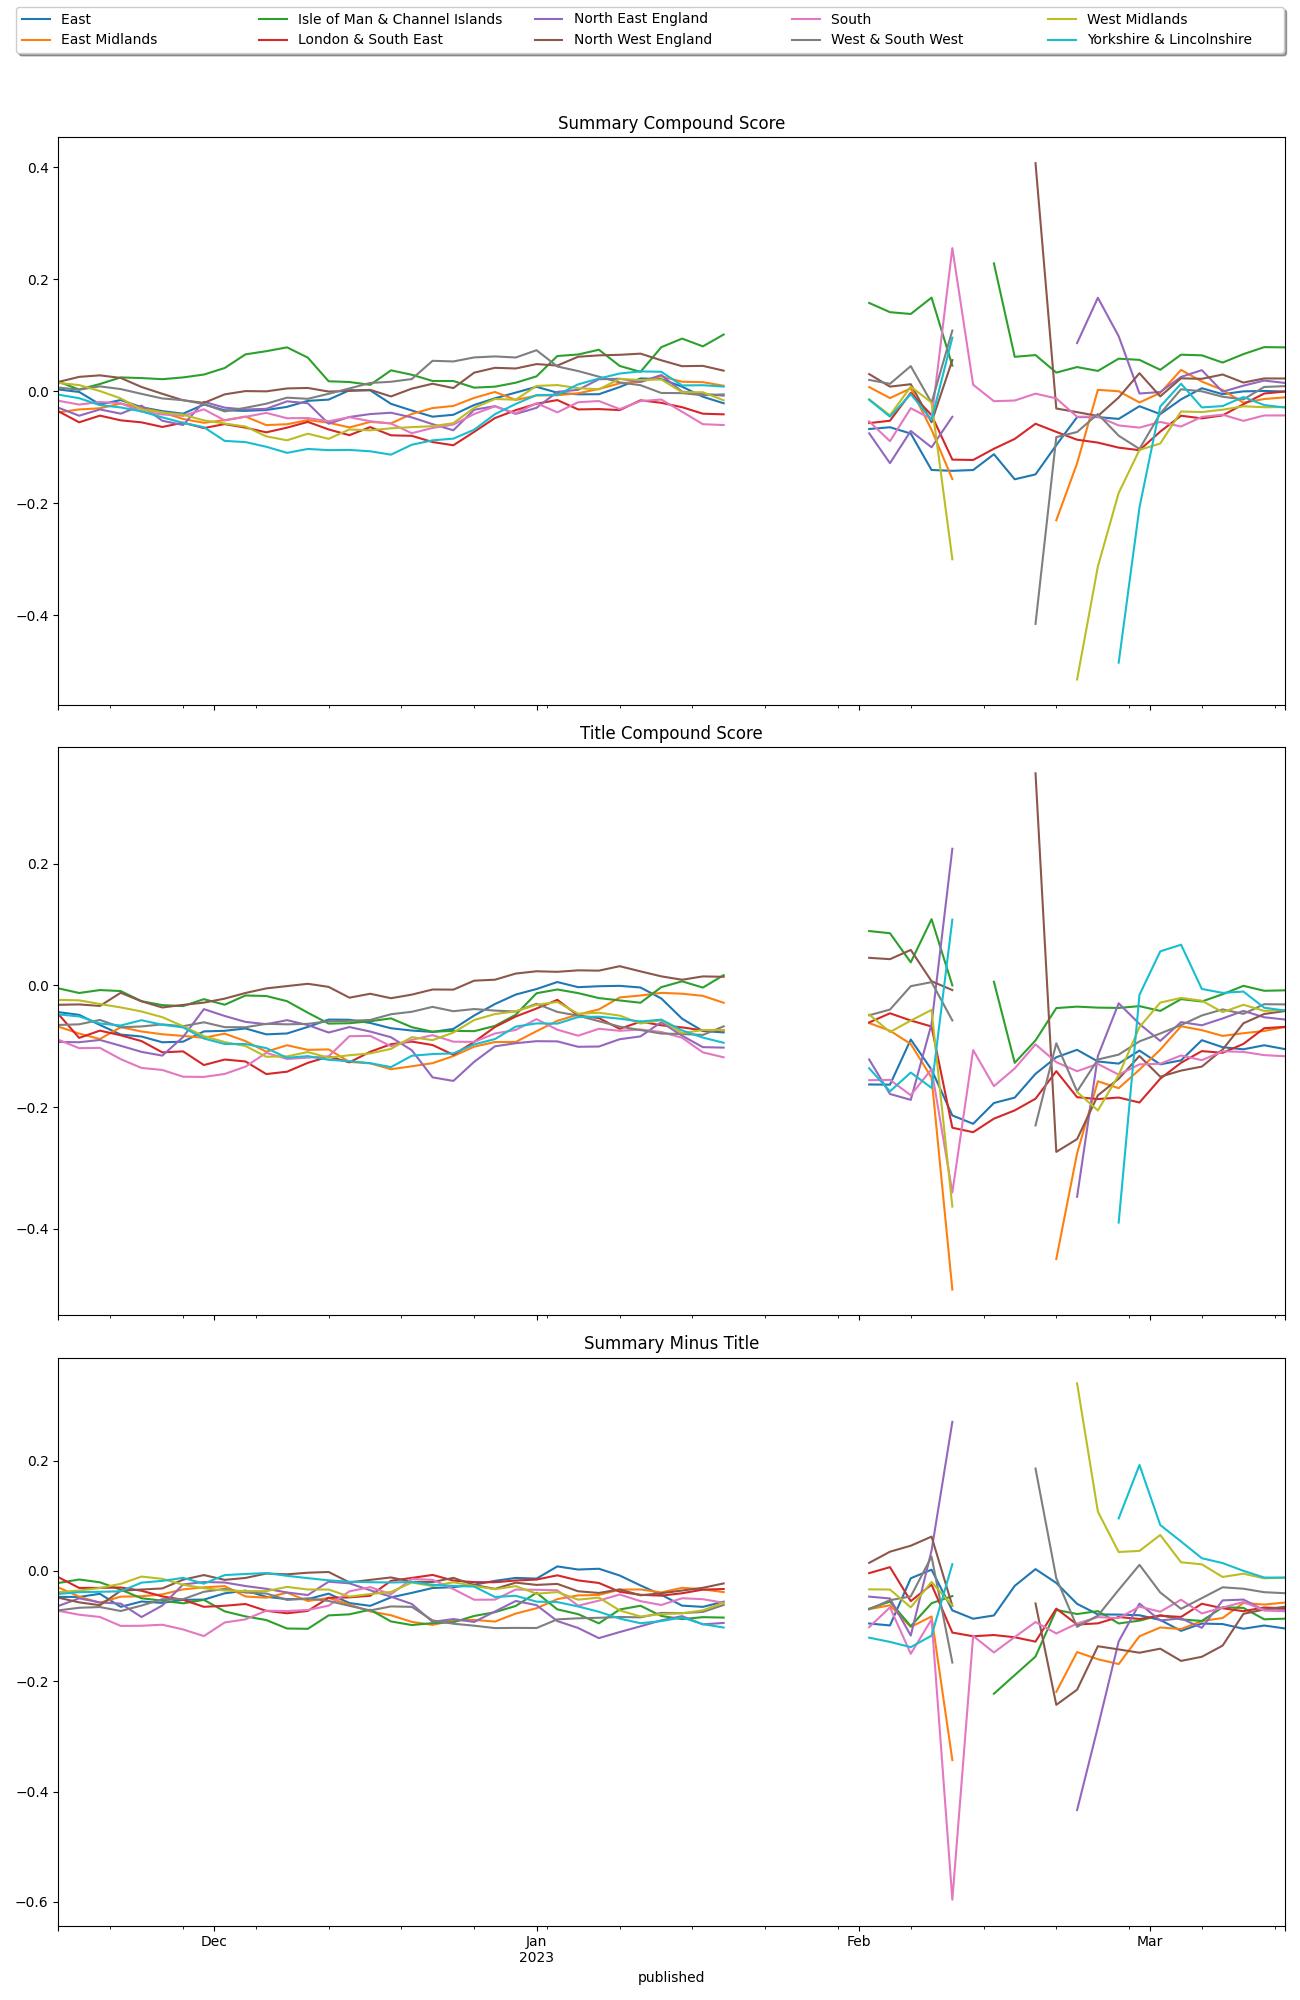 East
Isle of Man & Channel Islands
North East England
South
West Midlands
East Midlands
London & South East
North West England
West & South West
Yorkshire & Lincolnshire
Summary Compound Score
0.4
0.2
0.0
−0.2
−0.4
Title Compound Score
0.2
0.0
−0.2
−0.4
Summary Minus Title
0.2
0.0
−0.2
−0.4
−0.6
Dec
Jan
2023
Feb
Mar
published